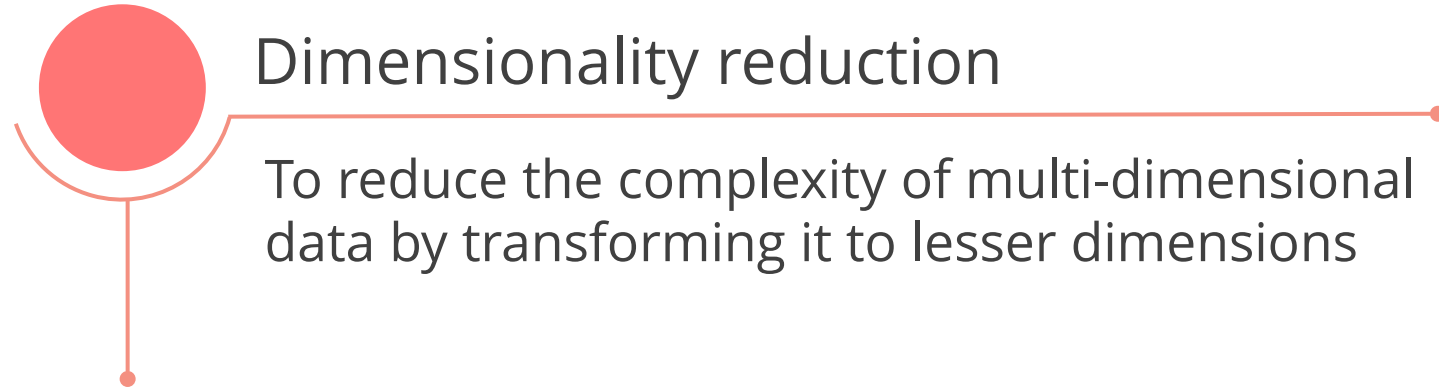 Dimensionality reduction
To reduce the complexity of multi-dimensional
data by transforming it to lesser dimensions